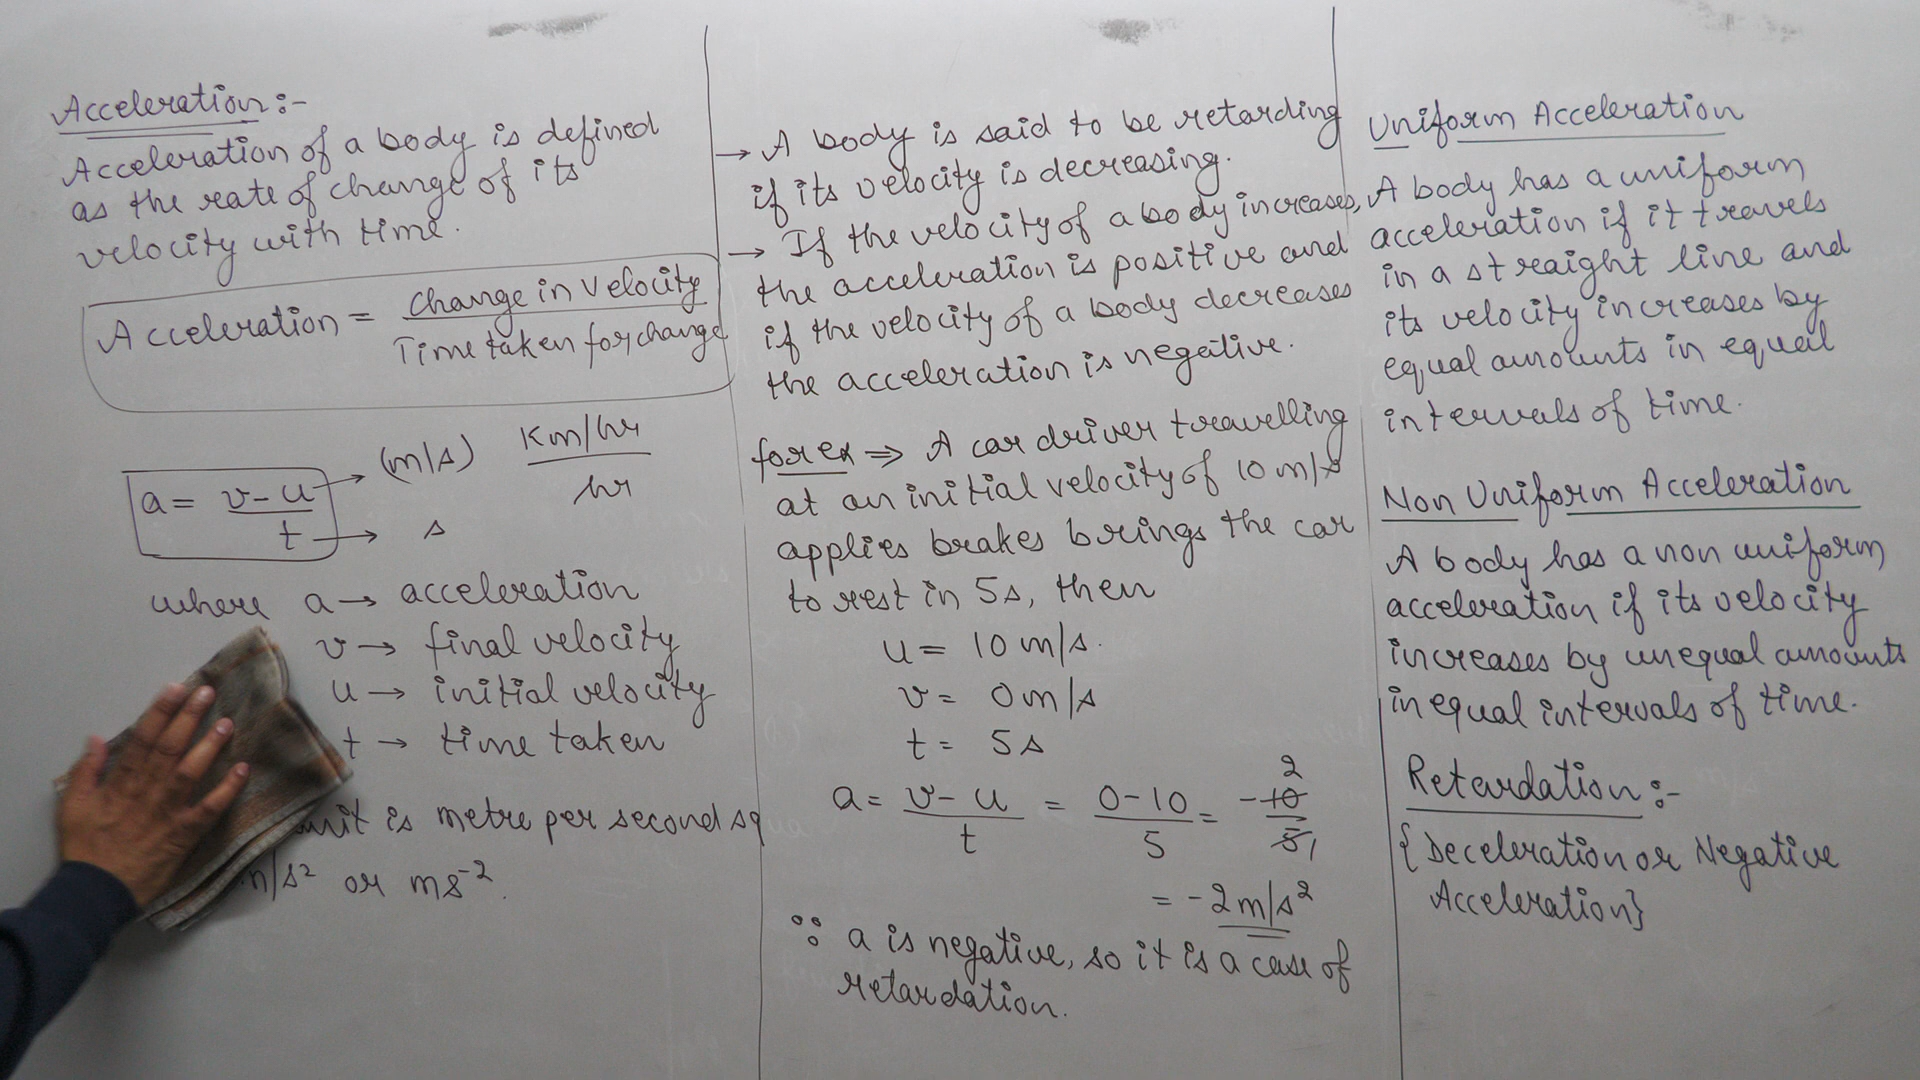 Acceleration:-
Acceleration of a body is defined
as the rate of change of its
velocity with time.
Acceleration = Change in Velocity
Time taken for change
(m/s) Km/hr
hr
a = v-u
t → s
where a → acceleration
v → final velocity
u → initial velocity
t → time taken
unit is metre per second sq
m/s² or ms⁻².
→ A body is said to be retarding
if its velocity is decreasing.
→ If the velocity of a body increases,
the acceleration is positive and
if the velocity of a body decreases
the acceleration is negative.
for ex ⇒ A car driver travelling
at an initial velocity of 10 m/s
applies brakes brings the car
to rest in 5s, then
u = 10 m/s.
v = 0 m/s
t = 5 s
2
a = v-u = 0-10 = -10
t 5 5 1
= -2 m/s²
∵ a is negative, so it is a case of
retardation.
Uniform Acceleration
A body has a uniform
acceleration if it travels
in a straight line and
its velocity increases by
equal amounts in equal
intervals of time.
Non Uniform Acceleration
A body has a non uniform
acceleration if its velocity
increases by unequal amounts
in equal intervals of time.
Retardation:-
{Deceleration or Negative
Acceleration}